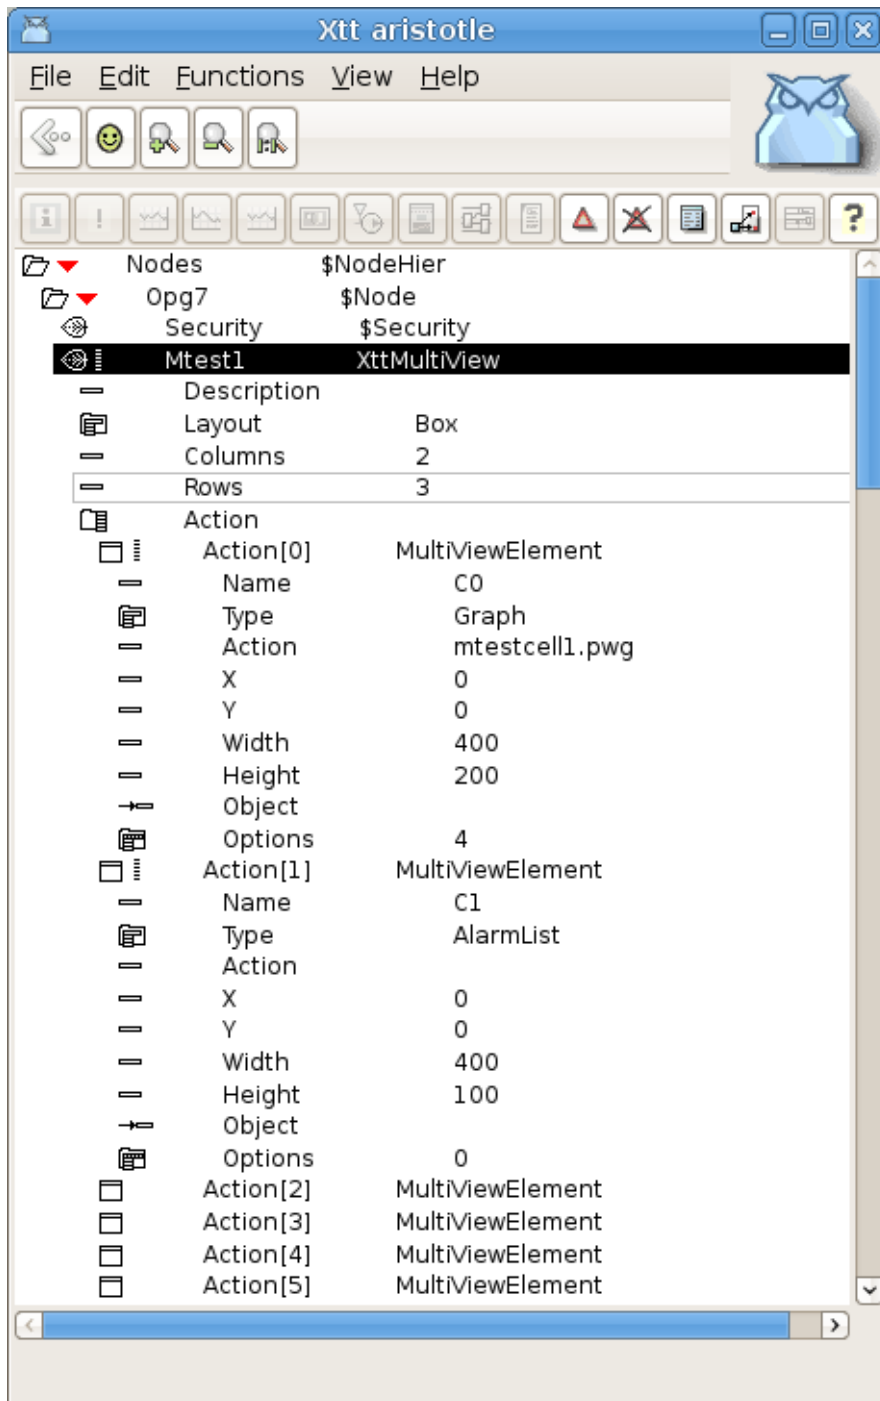 Xtt aristotle
File Edit Functions View Help
Nodes $NodeHier
Opg7 $Node
Security $Security
Mtest1 XttMultiView
Description
Layout Box
Columns 2
Rows 3
Action
Action[0] MultiViewElement
Name C0
Type Graph
Action mtestcell1.pwg
X 0
Y 0
Width 400
Height 200
Object
Options 4
Action[1] MultiViewElement
Name C1
Type AlarmList
Action
X 0
Y 0
Width 400
Height 100
Object
Options 0
Action[2] MultiViewElement
Action[3] MultiViewElement
Action[4] MultiViewElement
Action[5] MultiViewElement